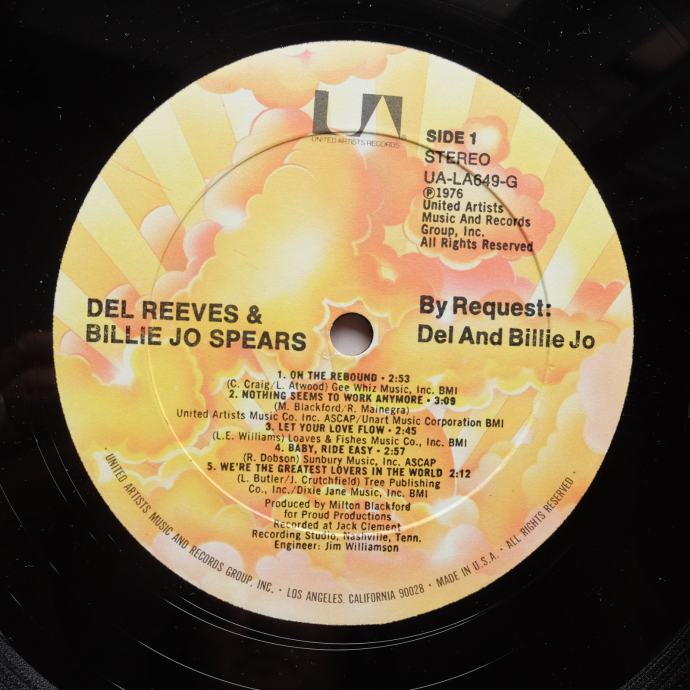 UA
UNITED ARTISTS RECORDS
SIDE 1
STEREO
UA-LA649-G
Ⓟ1976
United Artists
Music And Records
Group, Inc.
All Rights Reserved
DEL REEVES &
BILLIE JO SPEARS
By Request:
Del And Billie Jo
1. ON THE REBOUND • 2:53
(C. Craig/L. Atwood) Gee Whiz Music, Inc. BMI
2. NOTHING SEEMS TO WORK ANYMORE • 3:09
(M. Blackford/R. Mainegra)
United Artists Music Co. Inc. ASCAP/Unart Music Corporation BMI
3. LET YOUR LOVE FLOW • 2:45
(L.E. Williams) Loaves & Fishes Music Co., Inc. BMI
4. BABY, RIDE EASY • 2:57
(R. Dobson) Sunbury Music, Inc. ASCAP
5. WE'RE THE GREATEST LOVERS IN THE WORLD 2:12
(L. Butler/J. Crutchfield) Tree Publishing
Co., Inc./Dixie Jane Music, Inc. BMI
Produced by Milton Blackford
for Proud Productions
Recorded at Jack Clement
Recording Studio, Nashville, Tenn.
Engineer: Jim Williamson
UNITED ARTISTS MUSIC AND RECORDS GROUP, INC. • LOS ANGELES, CALIFORNIA 90028 • MADE IN U.S.A. • ALL RIGHTS RESERVED •